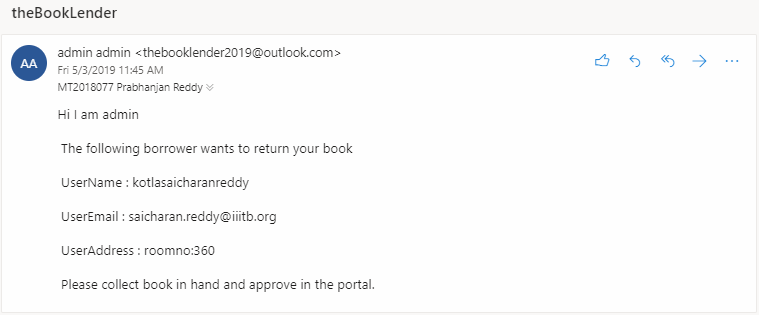 theBookLender
admin admin <thebooklender2019@outlook.com>
AA
Fri 5/3/2019 11:45 AM
MT2018077 Prabhanjan Reddy
Hi I am admin
The following borrower wants to return your book
UserName : kotlasaicharanreddy
UserEmail : saicharan.reddy@iiitb.org
UserAddress : roomno:360
Please collect book in hand and approve in the portal.